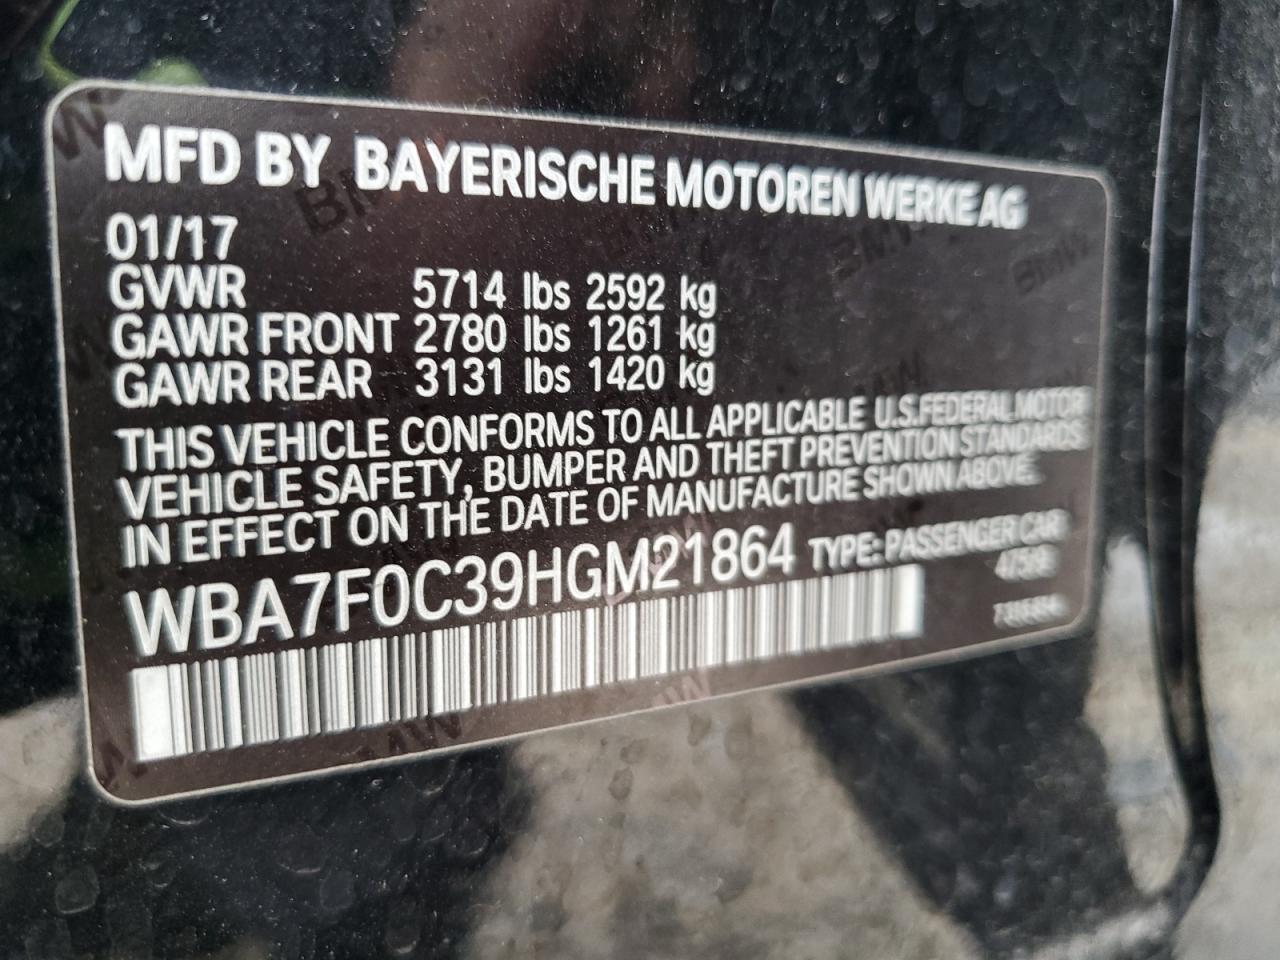 MFD BY BAYERISCHE MOTOREN WERKE AG
01/17
GVWR 5714 lbs 2592 kg
GAWR FRONT 2780 lbs 1261 kg
GAWR REAR 3131 lbs 1420 kg
THIS VEHICLE CONFORMS TO ALL APPLICABLE U.S.FEDERAL MOTOR
VEHICLE SAFETY, BUMPER AND THEFT PREVENTION STANDARDS
IN EFFECT ON THE DATE OF MANUFACTURE SHOWN ABOVE.
WBA7F0C39HGM21864 TYPE: PASSENGER CAR